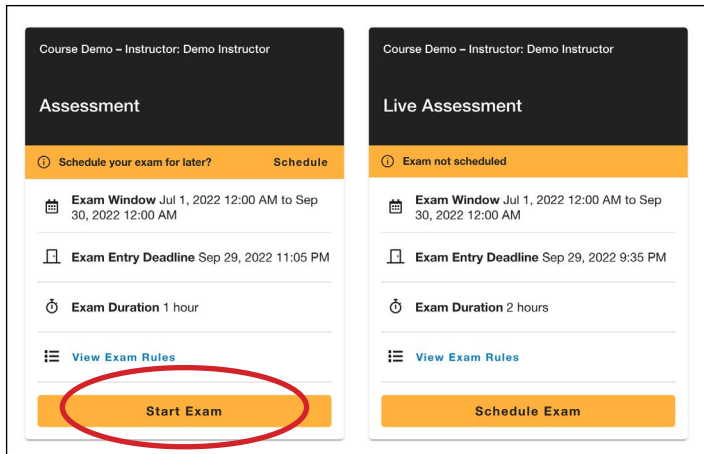 Course Demo – Instructor: Demo Instructor
Assessment
Schedule your exam for later? Schedule
Exam Window Jul 1, 2022 12:00 AM to Sep
30, 2022 12:00 AM
Exam Entry Deadline Sep 29, 2022 11:05 PM
Exam Duration 1 hour
View Exam Rules
Start Exam
Course Demo – Instructor: Demo Instructor
Live Assessment
Exam not scheduled
Exam Window Jul 1, 2022 12:00 AM to Sep
30, 2022 12:00 AM
Exam Entry Deadline Sep 29, 2022 9:35 PM
Exam Duration 2 hours
View Exam Rules
Schedule Exam